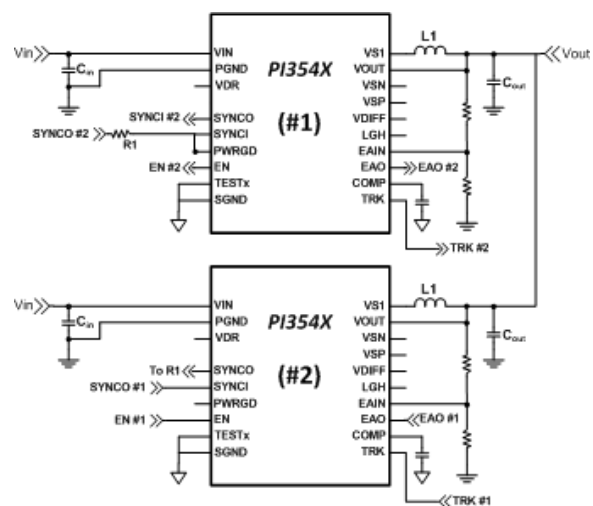 Vin
VIN
VS1
L1
Vout
Cin
PGND
PI354X
VOUT
Cout
VDR
VSN
(#1)
VSP
SYNCI #2
SYNCO
VDIFF
SYNCO #2
R1
SYNCI
LGH
PWRGD
EAIN
EN #2
EN
EAO
EAO #2
TESTx
COMP
SGND
TRK
TRK #2
Vin
VIN
VS1
L1
Cin
PGND
PI354X
VOUT
Cout
VDR
VSN
(#2)
VSP
To R1
SYNCO
VDIFF
SYNCO #1
SYNCI
LGH
PWRGD
EAIN
EN #1
EN
EAO
EAO #1
TESTx
COMP
SGND
TRK
TRK #1